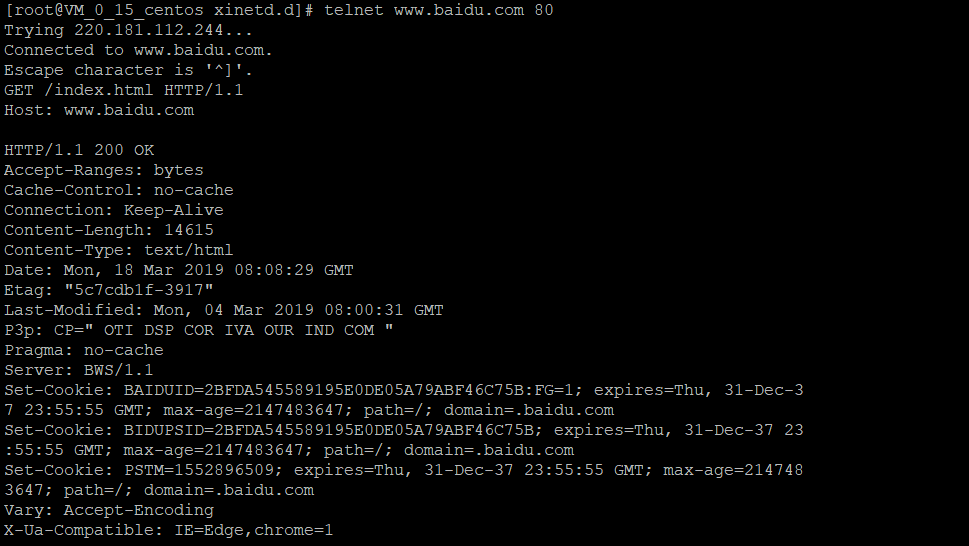 [root@VM_0_15_centos xinetd.d]# telnet www.baidu.com 80
Trying 220.181.112.244...
Connected to www.baidu.com.
Escape character is '^]'.
GET /index.html HTTP/1.1
Host: www.baidu.com

HTTP/1.1 200 OK
Accept-Ranges: bytes
Cache-Control: no-cache
Connection: Keep-Alive
Content-Length: 14615
Content-Type: text/html
Date: Mon, 18 Mar 2019 08:08:29 GMT
Etag: "5c7cdb1f-3917"
Last-Modified: Mon, 04 Mar 2019 08:00:31 GMT
P3p: CP=" OTI DSP COR IVA OUR IND COM "
Pragma: no-cache
Server: BWS/1.1
Set-Cookie: BAIDUID=2BFDA545589195E0DE05A79ABF46C75B:FG=1; expires=Thu, 31-Dec-3
7 23:55:55 GMT; max-age=2147483647; path=/; domain=.baidu.com
Set-Cookie: BIDUPSID=2BFDA545589195E0DE05A79ABF46C75B; expires=Thu, 31-Dec-37 23
:55:55 GMT; max-age=2147483647; path=/; domain=.baidu.com
Set-Cookie: PSTM=1552896509; expires=Thu, 31-Dec-37 23:55:55 GMT; max-age=214748
3647; path=/; domain=.baidu.com
Vary: Accept-Encoding
X-Ua-Compatible: IE=Edge,chrome=1